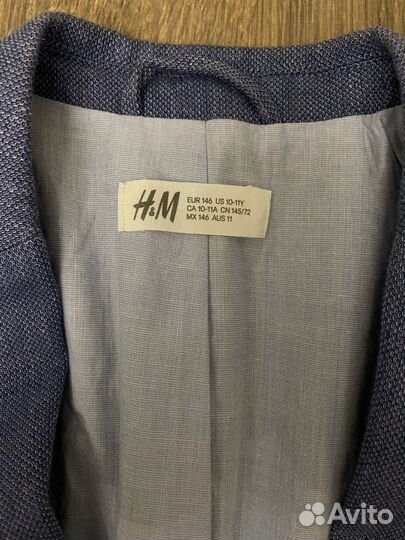 H&M
EUR 146 US 10-11Y
CA 10-11A CN 145/72
MX 146 AUS 11
Avito